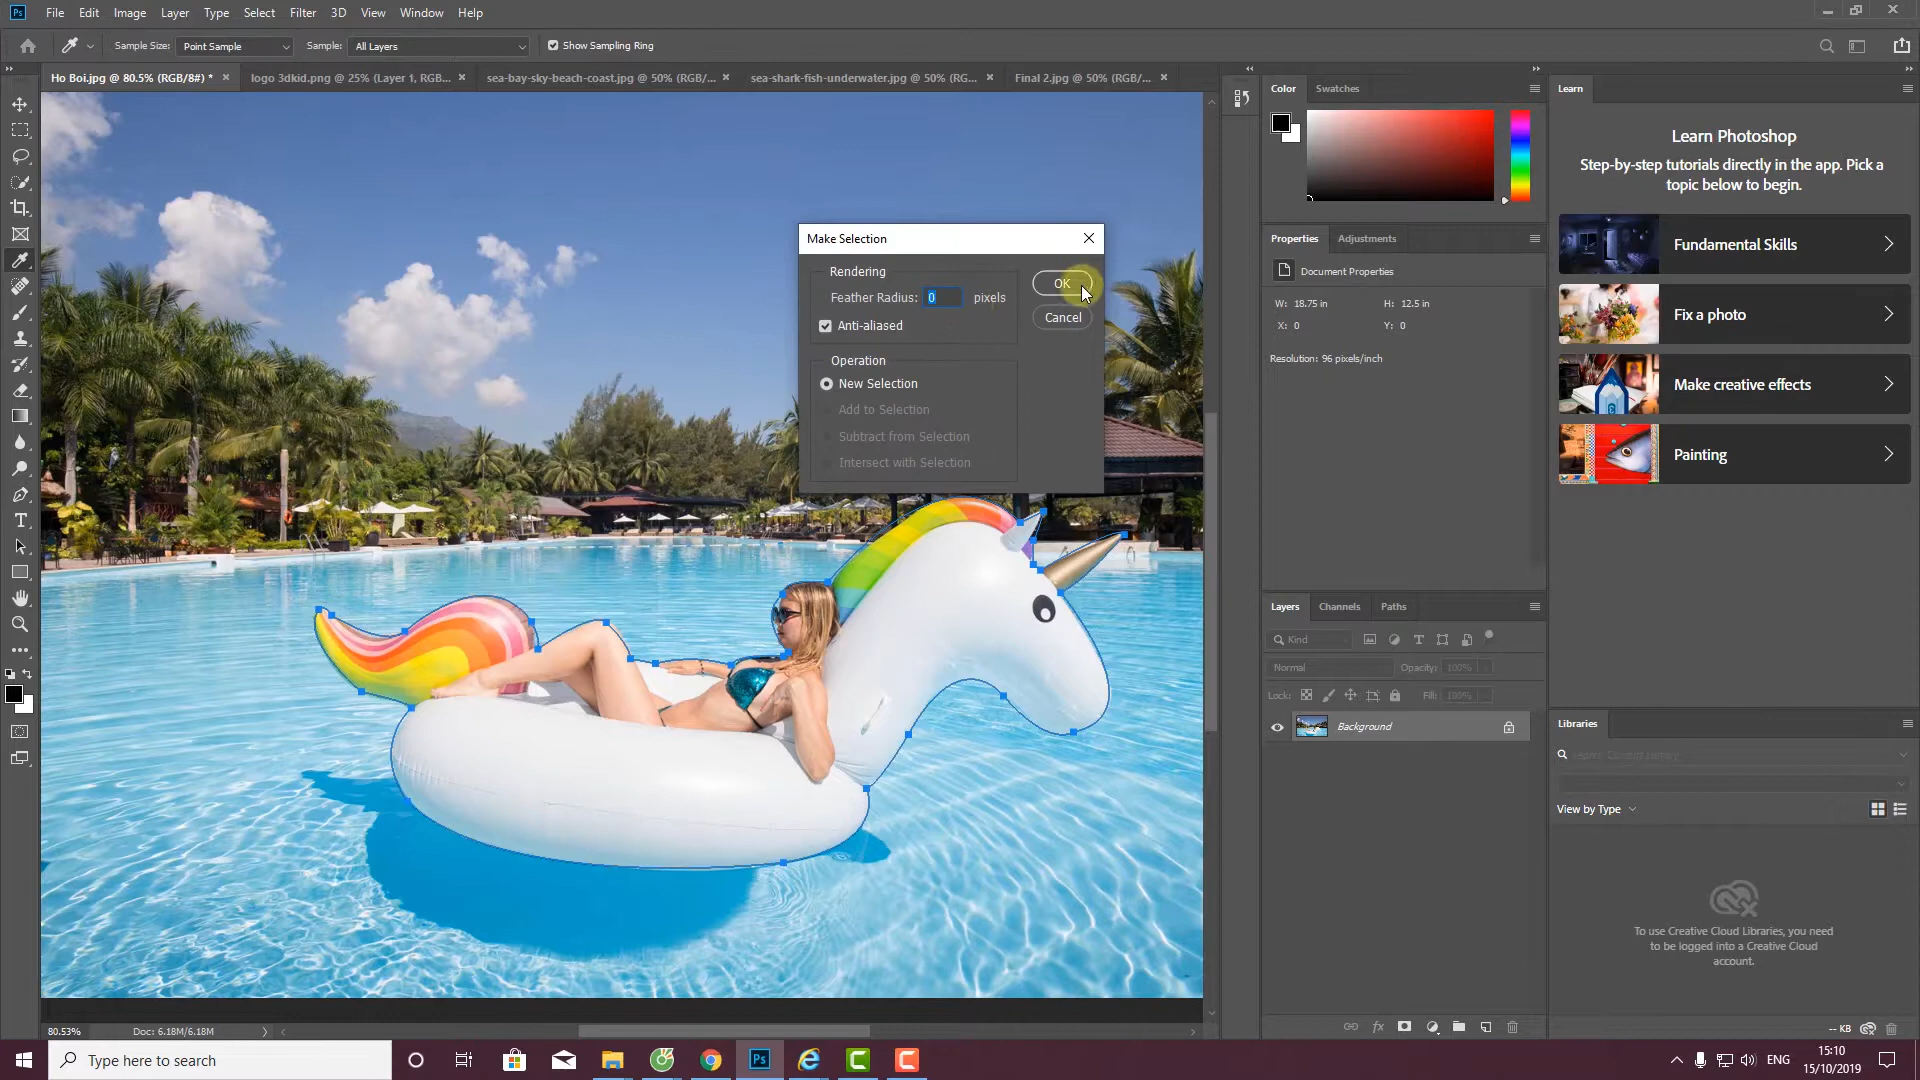 Ps File Edit Image Layer Type Select Filter 3D View Window Help
Sample Size: Point Sample Sample: All Layers Show Sampling Ring
Ho Boi.jpg @ 80.5% (RGB/8#) * × logo 3dkid.png @ 25% (Layer 1, RGB... × sea-bay-sky-beach-coast.jpg @ 50% (RGB/... × sea-shark-fish-underwater.jpg @ 50% (RG... × Final 2.jpg @ 50% (RGB/... ×
Color Swatches
Learn
Learn Photoshop
Step-by-step tutorials directly in the app. Pick a
topic below to begin.
Fundamental Skills
Fix a photo
Make creative effects
Painting
Make Selection
Rendering
Feather Radius: 0 pixels
Anti-aliased
OK
Cancel
Operation
New Selection
Add to Selection
Subtract from Selection
Intersect with Selection
Properties Adjustments
Document Properties
W: 18.75 in H: 12.5 in
X: 0 Y: 0
Resolution: 96 pixels/inch
Layers Channels Paths
Kind
Normal Opacity: 100%
Lock: Fill: 100%
Background
Libraries
Search Current Library
View by Type
To use Creative Cloud Libraries, you need
to be logged into a Creative Cloud
account.
-- KB
80.53% Doc: 6.18M/6.18M
Type here to search
Ps
ENG
15:10
15/10/2019